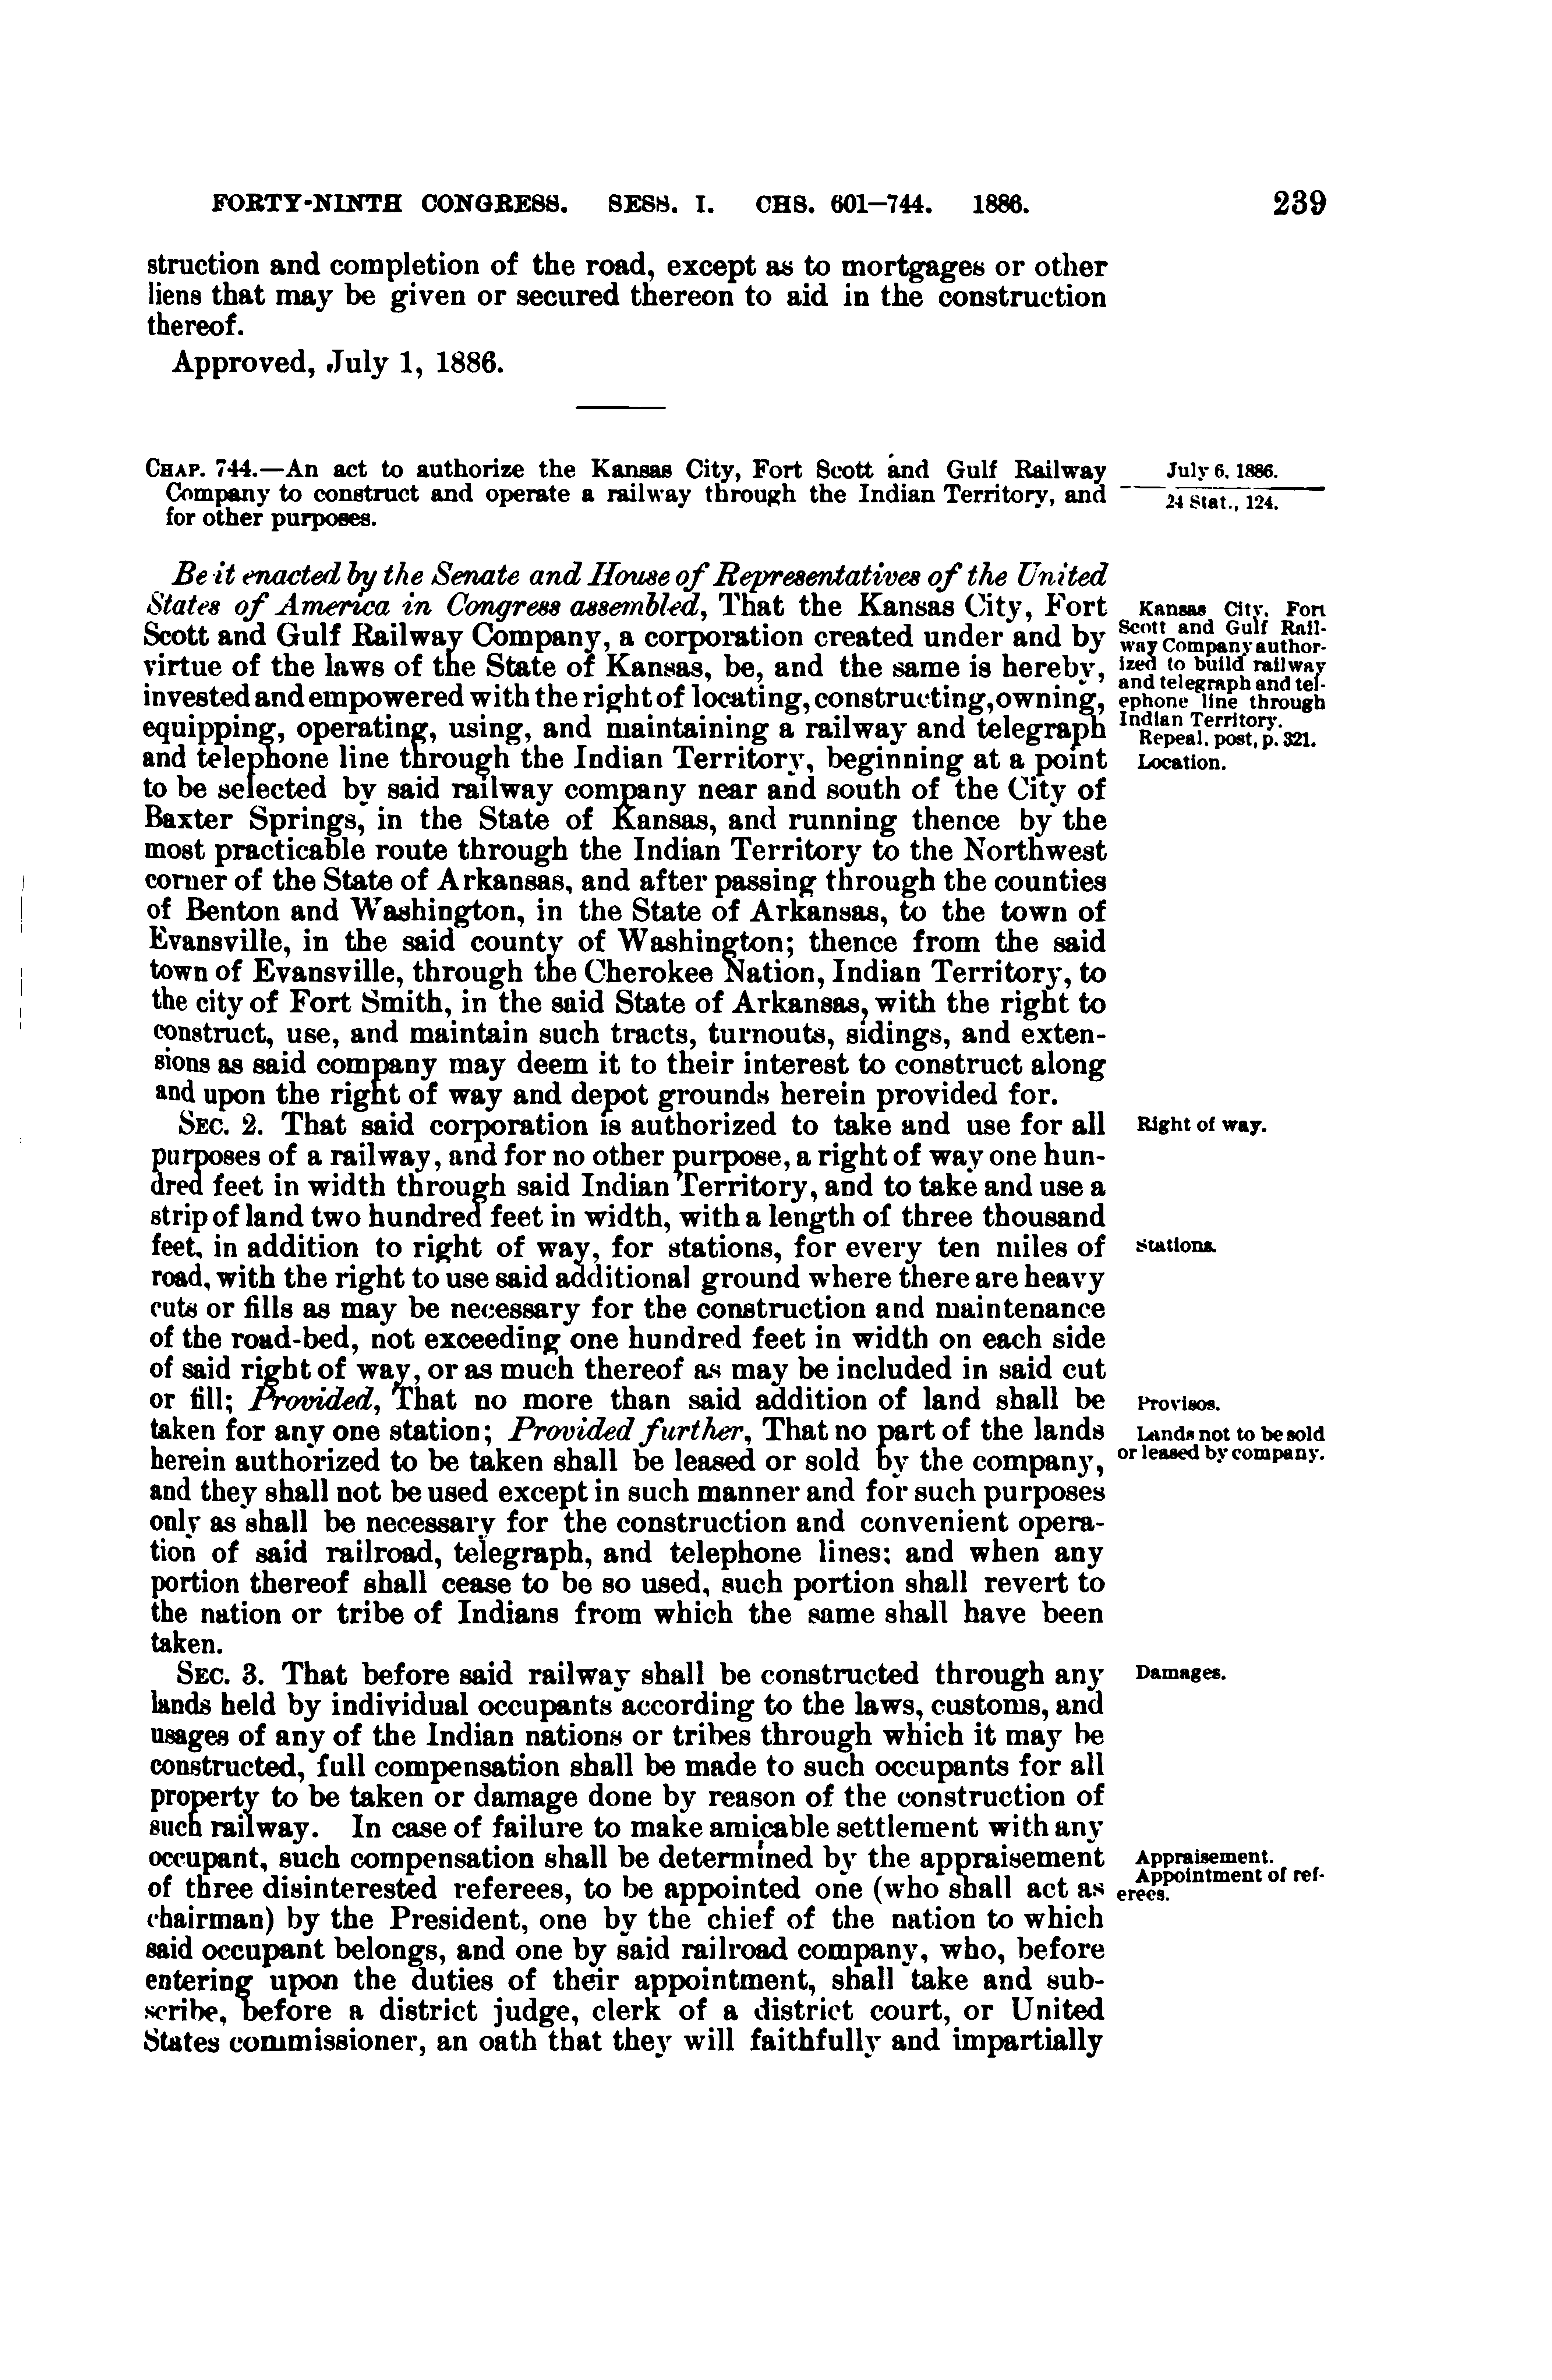 FORTY-NINTH CONGRESS. SESS. I. CHS. 601–744. 1886. 239
struction and completion of the road, except as to mortgages or other
liens that may be given or secured thereon to aid in the construction
thereof.
Approved, July 1, 1886.
CHAP. 744.—An act to authorize the Kansas City, Fort Scott and Gulf Railway
Company to construct and operate a railway through the Indian Territory, and
for other purposes.
July 6, 1886.
24 Stat., 124.
Be it enacted by the Senate and House of Representatives of the United
States of America in Congress assembled, That the Kansas City, Fort
Scott and Gulf Railway Company, a corporation created under and by
virtue of the laws of the State of Kansas, be, and the same is hereby,
invested and empowered with the right of locating, constructing, owning,
equipping, operating, using, and maintaining a railway and telegraph
and telephone line through the Indian Territory, beginning at a point
to be selected by said railway company near and south of the City of
Baxter Springs, in the State of Kansas, and running thence by the
most practicable route through the Indian Territory to the Northwest
corner of the State of Arkansas, and after passing through the counties
of Benton and Washington, in the State of Arkansas, to the town of
Evansville, in the said county of Washington; thence from the said
town of Evansville, through the Cherokee Nation, Indian Territory, to
the city of Fort Smith, in the said State of Arkansas, with the right to
construct, use, and maintain such tracts, turnouts, sidings, and exten-
sions as said company may deem it to their interest to construct along
and upon the right of way and depot grounds herein provided for.
Kansas City, Fort
Scott and Gulf Rail-
way Company author-
ized to build railway
and telegraph and tel-
ephone line through
Indian Territory.
Repeal, post, p. 321.
Location.
SEC. 2. That said corporation is authorized to take and use for all
purposes of a railway, and for no other purpose, a right of way one hun-
dred feet in width through said Indian Territory, and to take and use a
strip of land two hundred feet in width, with a length of three thousand
feet, in addition to right of way, for stations, for every ten miles of
road, with the right to use said additional ground where there are heavy
cuts or fills as may be necessary for the construction and maintenance
of the road-bed, not exceeding one hundred feet in width on each side
of said right of way, or as much thereof as may be included in said cut
or fill; Provided, That no more than said addition of land shall be
taken for any one station; Provided further, That no part of the lands
herein authorized to be taken shall be leased or sold by the company,
and they shall not be used except in such manner and for such purposes
only as shall be necessary for the construction and convenient opera-
tion of said railroad, telegraph, and telephone lines; and when any
portion thereof shall cease to be so used, such portion shall revert to
the nation or tribe of Indians from which the same shall have been
taken.
Right of way.
Stations.
Provisos.
Lands not to be sold
or leased by company.
SEC. 3. That before said railway shall be constructed through any
lands held by individual occupants according to the laws, customs, and
usages of any of the Indian nations or tribes through which it may be
constructed, full compensation shall be made to such occupants for all
property to be taken or damage done by reason of the construction of
such railway. In case of failure to make amicable settlement with any
occupant, such compensation shall be determined by the appraisement
of three disinterested referees, to be appointed one (who shall act as
chairman) by the President, one by the chief of the nation to which
said occupant belongs, and one by said railroad company, who, before
entering upon the duties of their appointment, shall take and sub-
scribe, before a district judge, clerk of a district court, or United
States commissioner, an oath that they will faithfully and impartially
Damages.
Appraisement.
Appointment of ref-
erees.